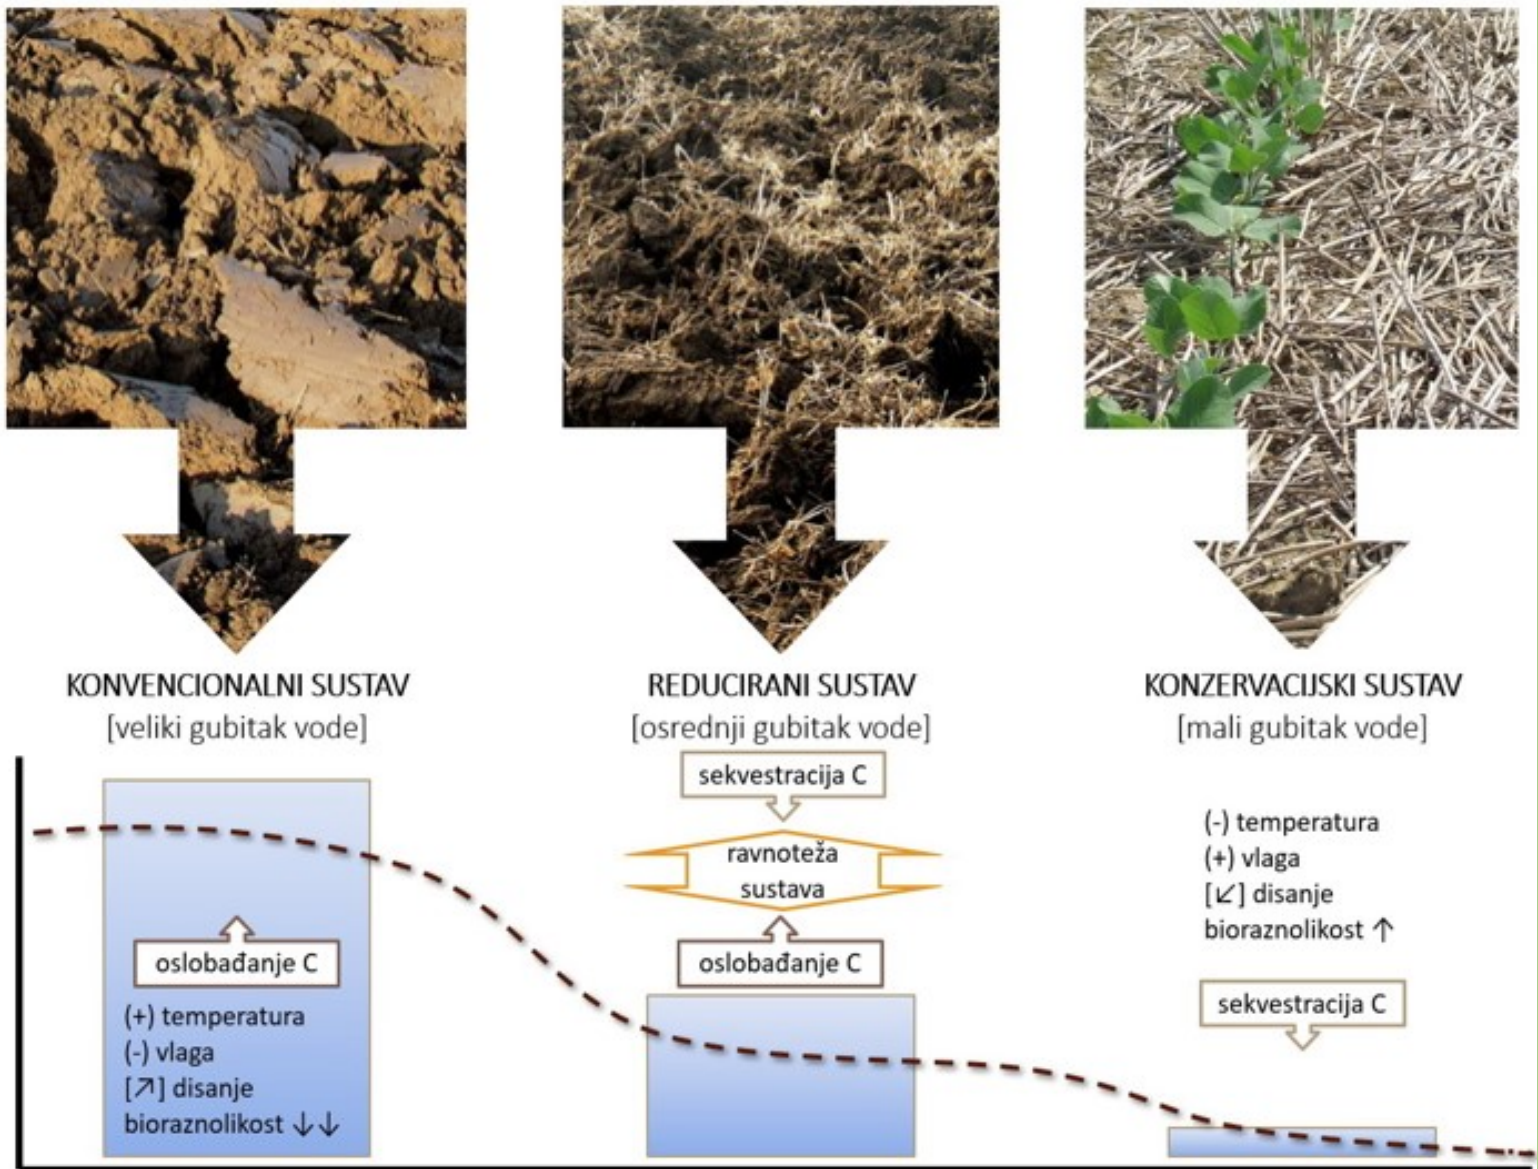 KONVENCIONALNI SUSTAV
[veliki gubitak vode]
oslobađanje C
(+) temperatura
(-) vlaga
[↗] disanje
bioraznolikost ↓↓
REDUCIRANI SUSTAV
[osrednji gubitak vode]
sekvestracija C
ravnoteža
sustava
oslobađanje C
KONZERVACIJSKI SUSTAV
[mali gubitak vode]
(-) temperatura
(+) vlaga
[↙] disanje
bioraznolikost ↑
sekvestracija C